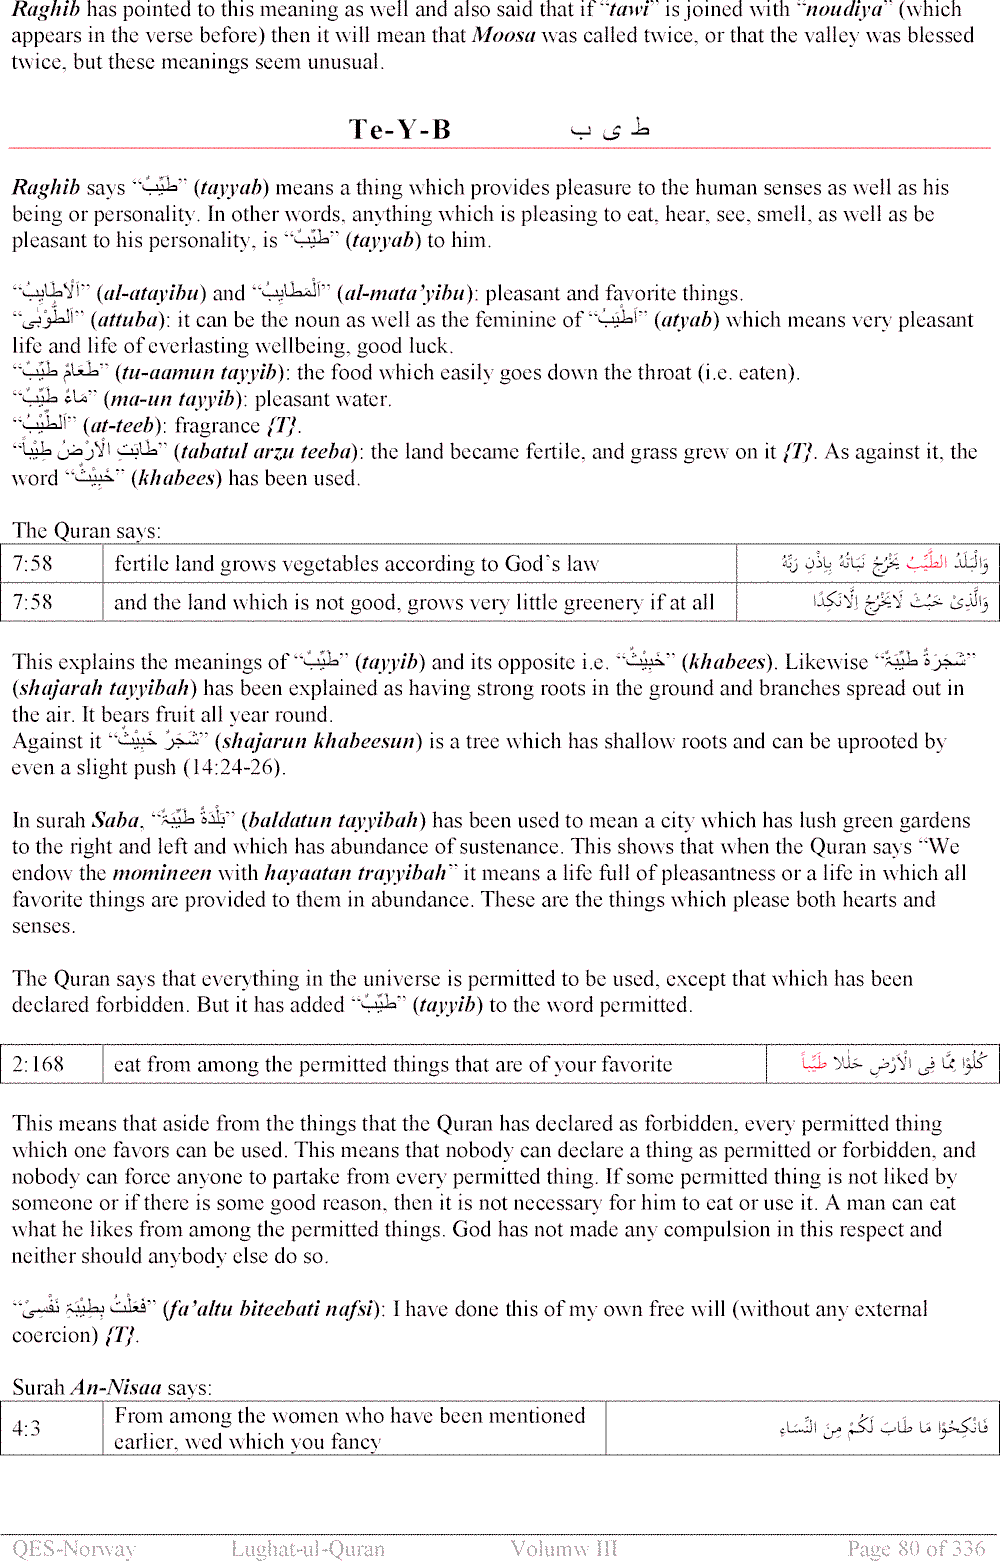 Raghib has pointed to this meaning as well and also said that if “tawi” is joined with “noudiya” (which
appears in the verse before) then it will mean that Moosa was called twice, or that the valley was blessed
twice, but these meanings seem unusual.
Te-Y-B ط ی ب
Raghib says “طَيِّبٌ” (tayyab) means a thing which provides pleasure to the human senses as well as his
being or personality. In other words, anything which is pleasing to eat, hear, see, smell, as well as be
pleasant to his personality, is “طَيِّبٌ” (tayyab) to him.
“اَلْاَطَايِبُ” (al-atayibu) and “اَلْمَطَايِبُ” (al-mata’yibu): pleasant and favorite things.
“اَلطُّوْبٰى” (attuba): it can be the noun as well as the feminine of “اَطْيَبُ” (atyab) which means very pleasant
life and life of everlasting wellbeing, good luck.
“طَعَامٌ طَيِّبٌ” (tu-aamun tayyib): the food which easily goes down the throat (i.e. eaten).
“مَاءٌ طَيِّبٌ” (ma-un tayyib): pleasant water.
“اَلطِّيْبُ” (at-teeb): fragrance {T}.
“طَابَتِ الْاَرْضُ طِيْباً” (tabatul arzu teeba): the land became fertile, and grass grew on it {T}. As against it, the
word “خَبِيْثٌ” (khabees) has been used.
The Quran says:
7:58 fertile land grows vegetables according to God’s law وَالْبَلَدُ الطَّيِّبُ يَخْرُجُ نَبَاتُهُ بِاِذْنِ رَبِّهٗ
7:58 and the land which is not good, grows very little greenery if at all وَالَّذِىْ خَبُثَ لَايَخْرُجُ اِلَّانَكِدًا
This explains the meanings of “طَيِّبٌ” (tayyib) and its opposite i.e. “خَبِيْثٌ” (khabees). Likewise “شَجَرَةٌ طَيِّبَةٌ”
(shajarah tayyibah) has been explained as having strong roots in the ground and branches spread out in
the air. It bears fruit all year round.
Against it “شَجَرٌ خَبِيْثٌ” (shajarun khabeesun) is a tree which has shallow roots and can be uprooted by
even a slight push (14:24-26).
In surah Saba, “بَلْدَةٌ طَيِّبَةٌ” (baldatun tayyibah) has been used to mean a city which has lush green gardens
to the right and left and which has abundance of sustenance. This shows that when the Quran says “We
endow the momineen with hayaatan trayyibah” it means a life full of pleasantness or a life in which all
favorite things are provided to them in abundance. These are the things which please both hearts and
senses.
The Quran says that everything in the universe is permitted to be used, except that which has been
declared forbidden. But it has added “طَيِّبٌ” (tayyib) to the word permitted.
2:168 eat from among the permitted things that are of your favorite كُلُوْا مِمَّا فِى الْاَرْضِ حَلٰلا طَيِّباً
This means that aside from the things that the Quran has declared as forbidden, every permitted thing
which one favors can be used. This means that nobody can declare a thing as permitted or forbidden, and
nobody can force anyone to partake from every permitted thing. If some permitted thing is not liked by
someone or if there is some good reason, then it is not necessary for him to eat or use it. A man can eat
what he likes from among the permitted things. God has not made any compulsion in this respect and
neither should anybody else do so.
“فَعَلْتُ بِطِيْبَةِ نَفْسِىْ” (fa’altu biteebati nafsi): I have done this of my own free will (without any external
coercion) {T}.
Surah An-Nisaa says:
4:3 From among the women who have been mentioned فَانْكِحُوْا مَا طَابَ لَكُمْ مِنَ النِّسَاءِ
earlier, wed which you fancy
QES-Norway Lughat-ul-Quran Volumw III Page 80 of 336